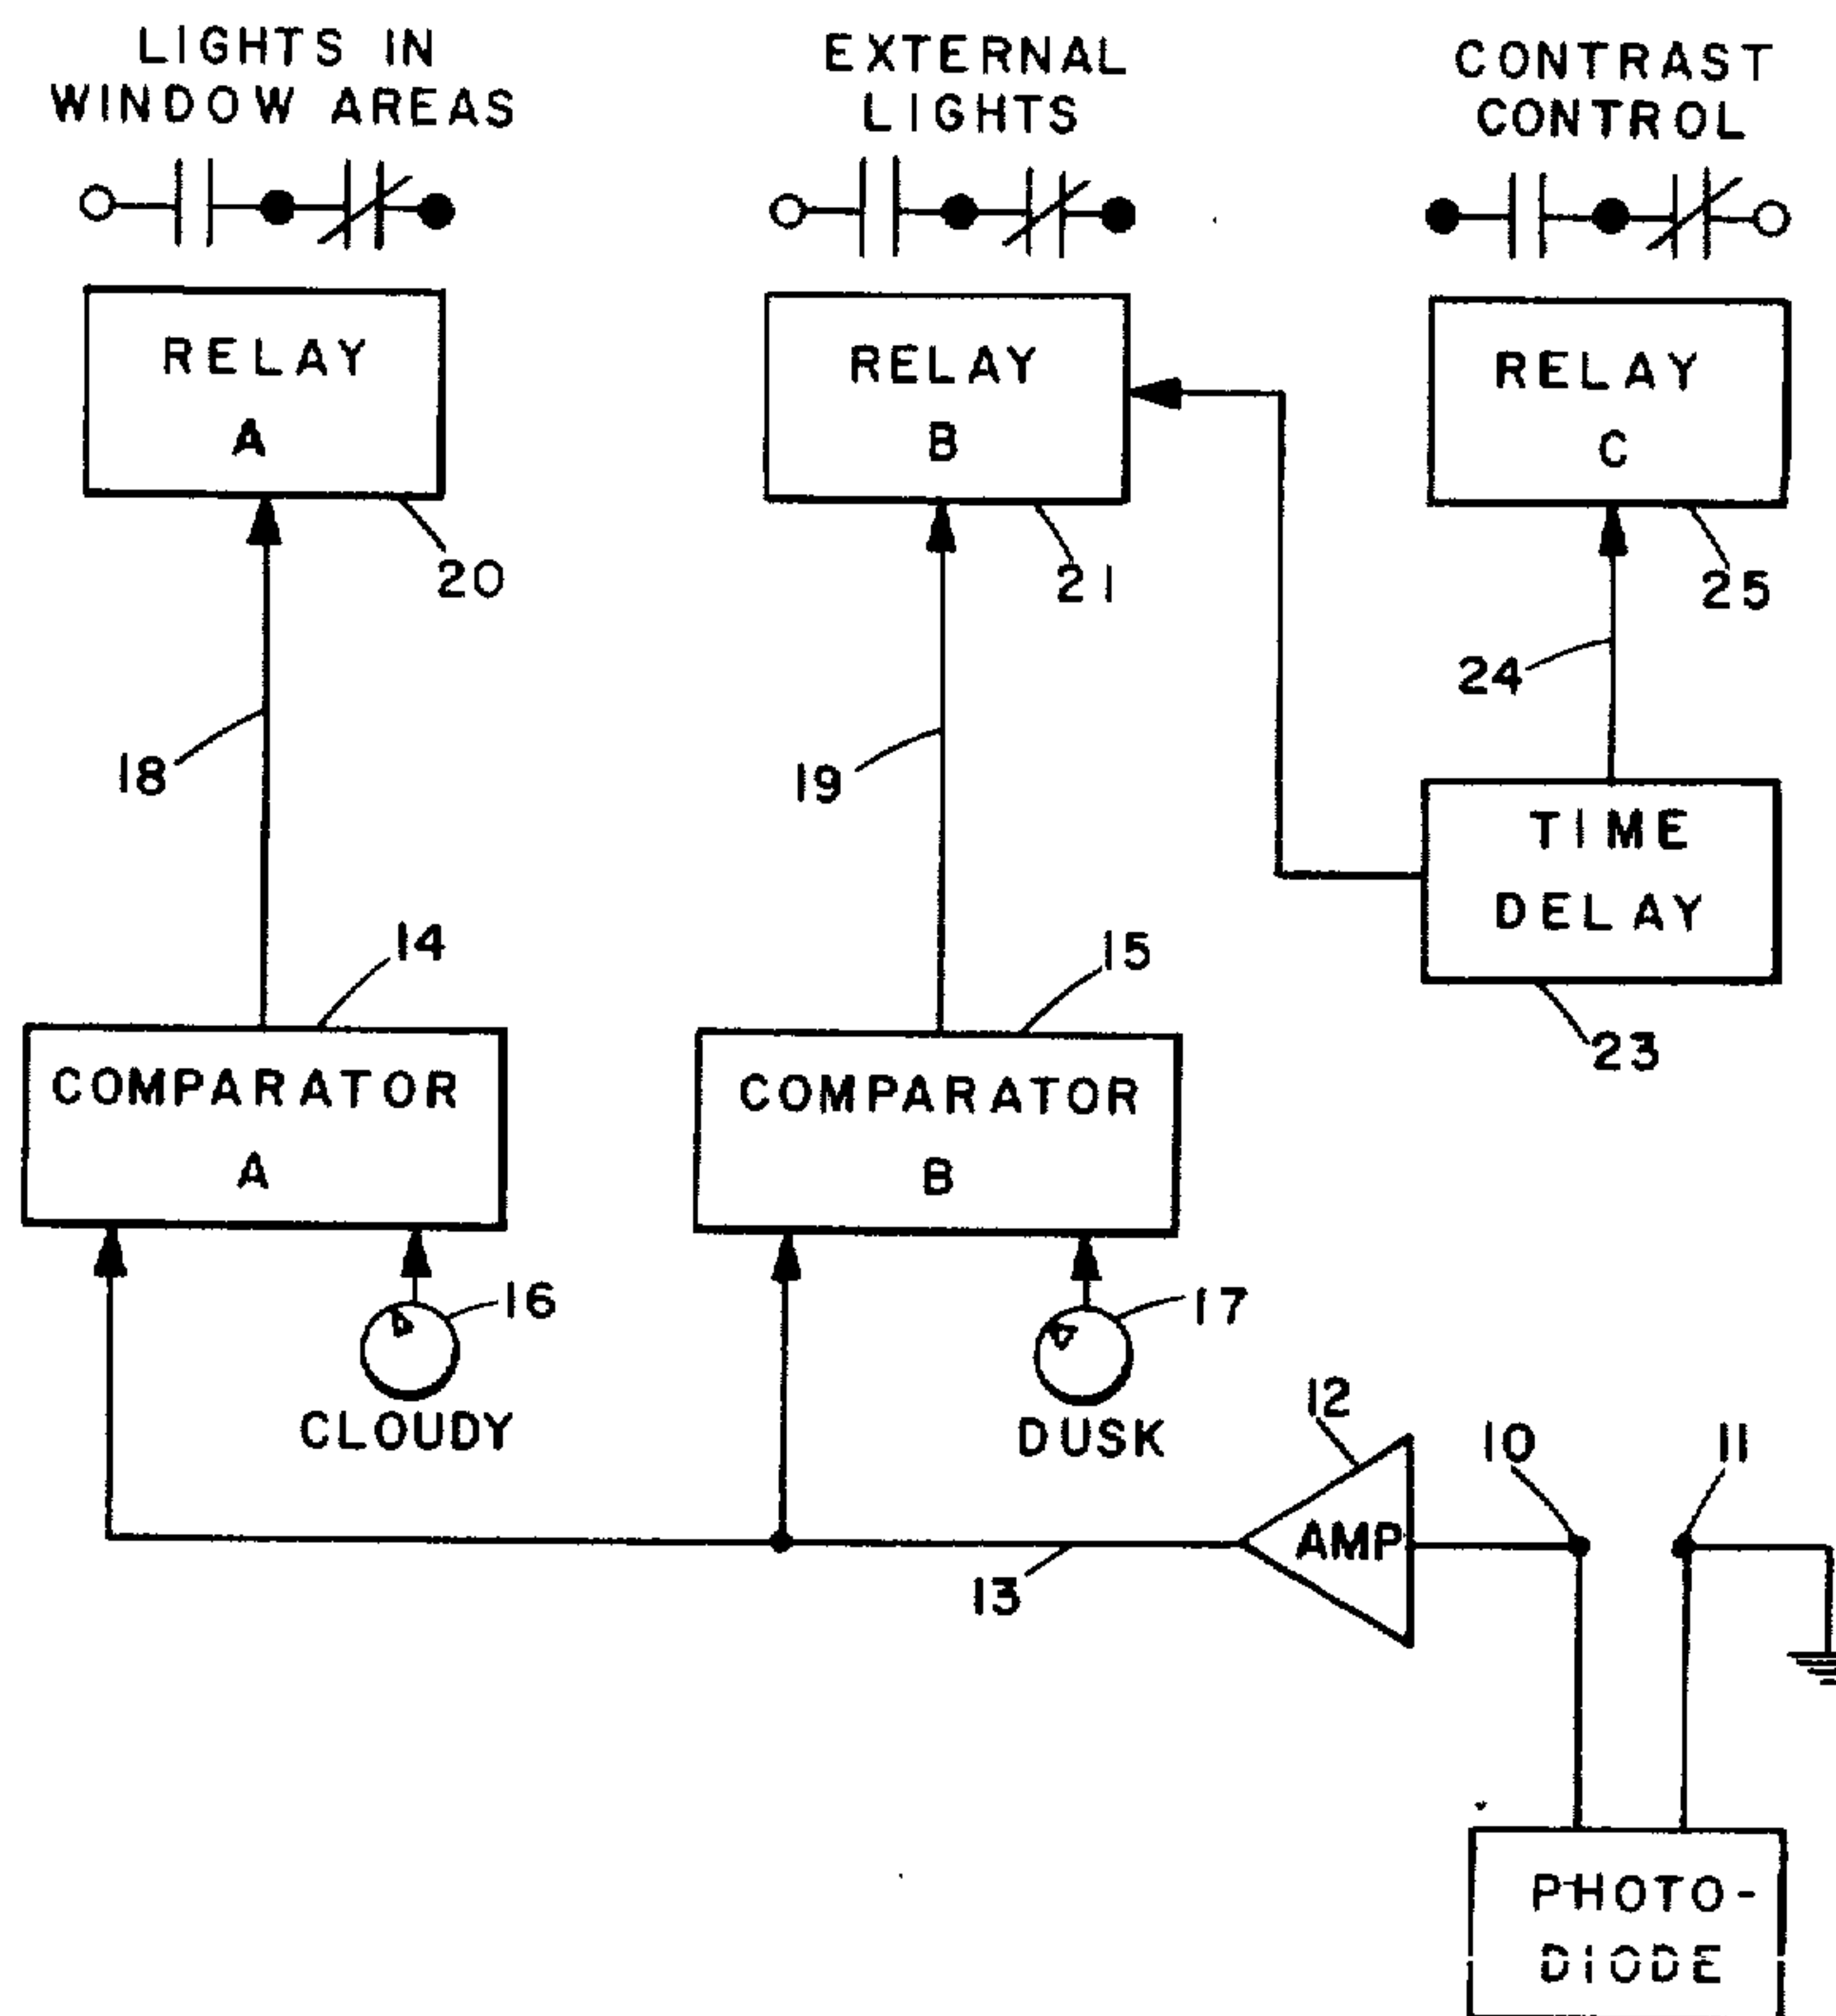 LIGHTS IN
WINDOW AREAS
EXTERNAL
LIGHTS
CONTRAST
CONTROL
RELAY
A
RELAY
B
RELAY
C
20
21
25
24
18
19
TIME
DELAY
14
15
23
COMPARATOR
A
COMPARATOR
B
16
17
CLOUDY
DUSK
12
10
11
AMP
13
PHOTO-
DIODE